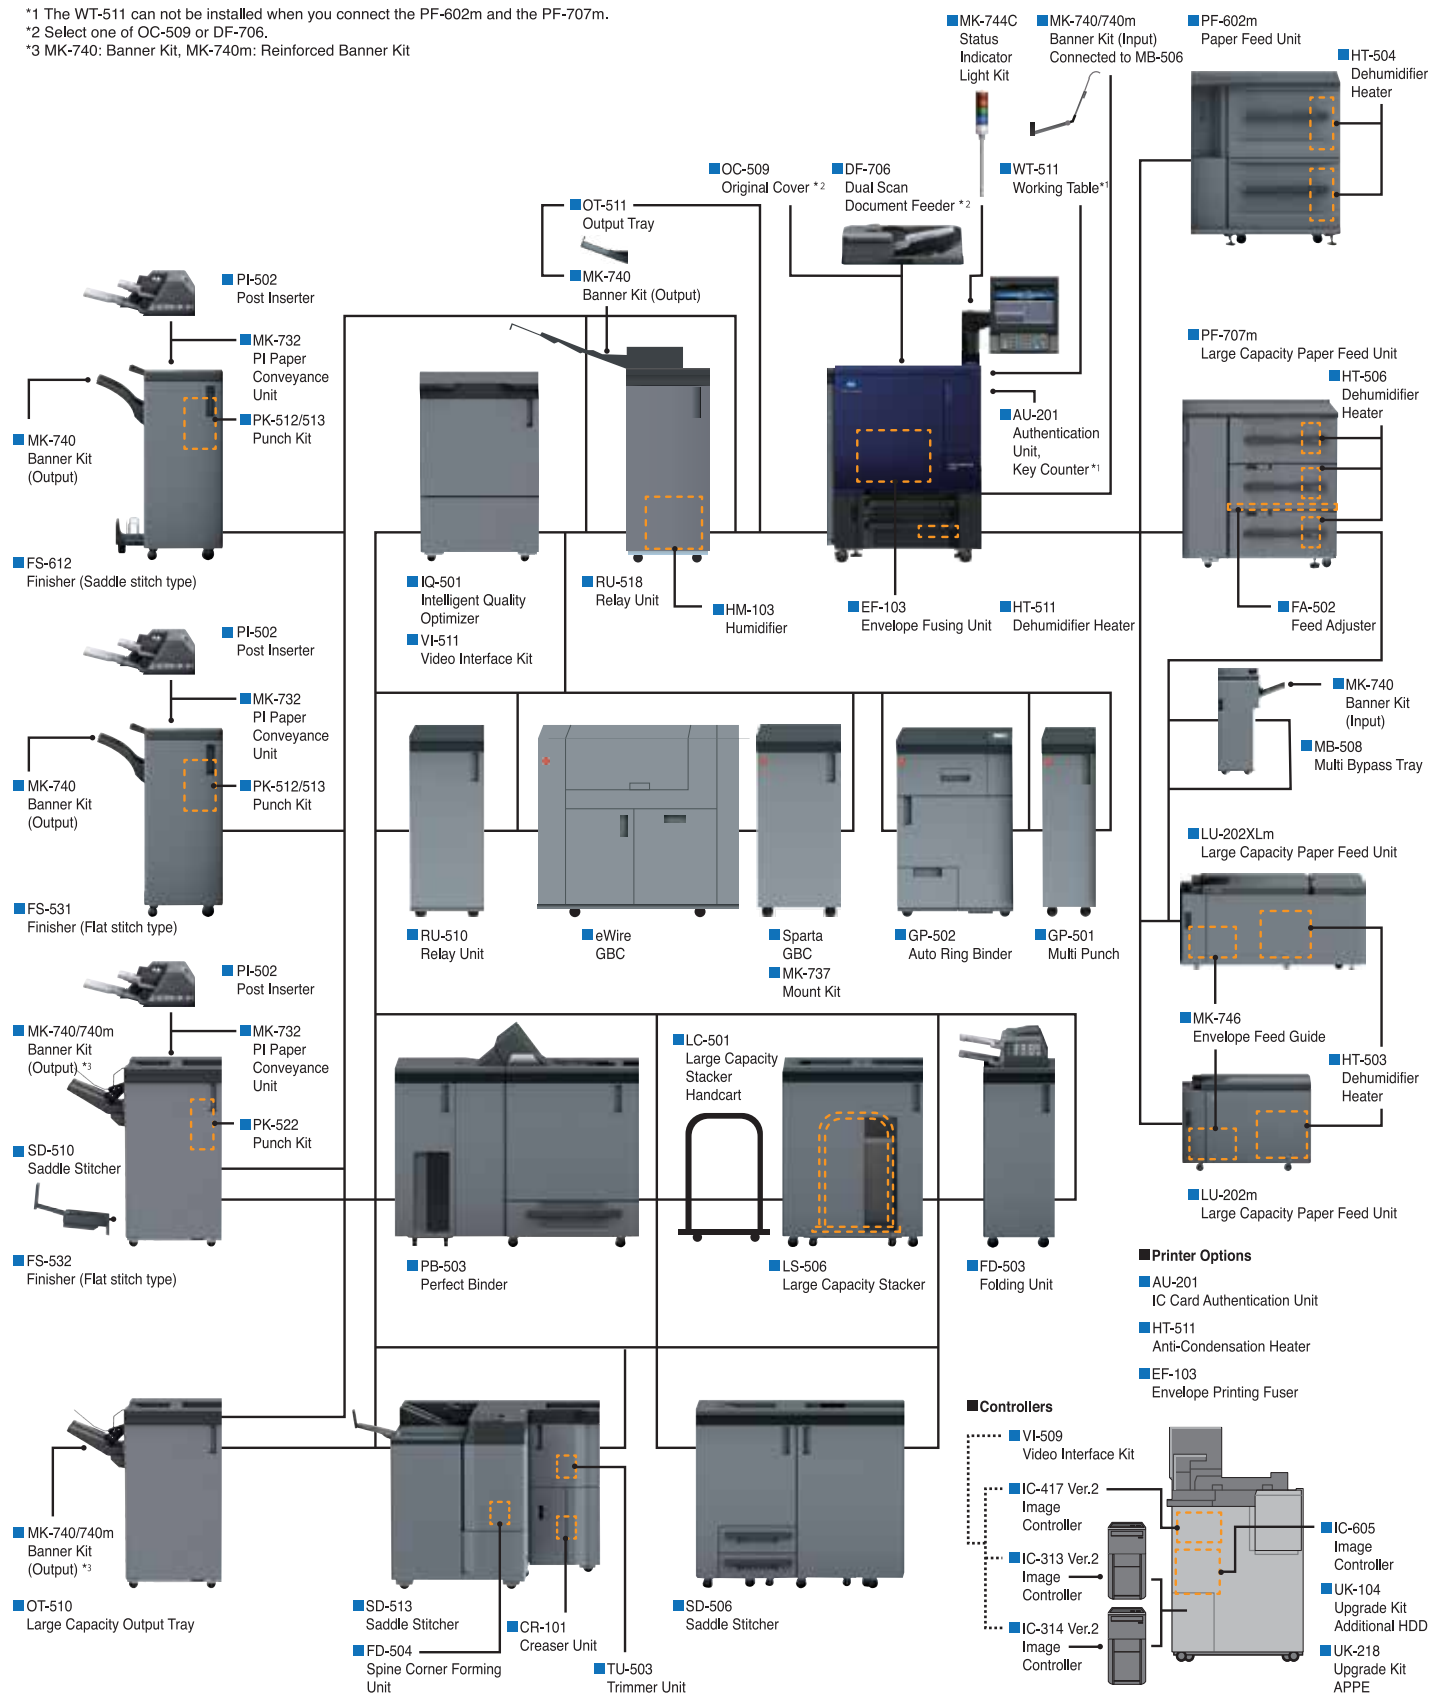 *1 The WT-511 can not be installed when you connect the PF-602m and the PF-707m.
*2 Select one of OC-509 or DF-706.
*3 MK-740: Banner Kit, MK-740m: Reinforced Banner Kit
MK-744C
Status
Indicator
Light Kit
MK-740/740m
Banner Kit (Input)
Connected to MB-506
PF-602m
Paper Feed Unit
HT-504
Dehumidifier
Heater
OC-509
Original Cover *2
DF-706
Dual Scan
Document Feeder *2
WT-511
Working Table*1
OT-511
Output Tray
MK-740
Banner Kit (Output)
PI-502
Post Inserter
MK-732
PI Paper
Conveyance
Unit
PK-512/513
Punch Kit
MK-740
Banner Kit
(Output)
FS-612
Finisher (Saddle stitch type)
PF-707m
Large Capacity Paper Feed Unit
HT-506
Dehumidifier
Heater
AU-201
Authentication
Unit,
Key Counter*1
IQ-501
Intelligent Quality
Optimizer
VI-511
Video Interface Kit
RU-518
Relay Unit
HM-103
Humidifier
EF-103
Envelope Fusing Unit
HT-511
Dehumidifier Heater
FA-502
Feed Adjuster
PI-502
Post Inserter
MK-732
PI Paper
Conveyance
Unit
PK-512/513
Punch Kit
MK-740
Banner Kit
(Output)
FS-531
Finisher (Flat stitch type)
MK-740
Banner Kit
(Input)
MB-508
Multi Bypass Tray
LU-202XLm
Large Capacity Paper Feed Unit
RU-510
Relay Unit
eWire
GBC
Sparta
GBC
MK-737
Mount Kit
GP-502
Auto Ring Binder
GP-501
Multi Punch
PI-502
Post Inserter
MK-740/740m
Banner Kit
(Output) *3
MK-732
PI Paper
Conveyance
Unit
PK-522
Punch Kit
SD-510
Saddle Stitcher
FS-532
Finisher (Flat stitch type)
LC-501
Large Capacity
Stacker
Handcart
MK-746
Envelope Feed Guide
HT-503
Dehumidifier
Heater
LU-202m
Large Capacity Paper Feed Unit
PB-503
Perfect Binder
LS-506
Large Capacity Stacker
FD-503
Folding Unit
Printer Options
AU-201
IC Card Authentication Unit
HT-511
Anti-Condensation Heater
EF-103
Envelope Printing Fuser
MK-740/740m
Banner Kit
(Output) *3
OT-510
Large Capacity Output Tray
SD-513
Saddle Stitcher
FD-504
Spine Corner Forming
Unit
CR-101
Creaser Unit
TU-503
Trimmer Unit
SD-506
Saddle Stitcher
Controllers
VI-509
Video Interface Kit
IC-417 Ver.2
Image
Controller
IC-313 Ver.2
Image
Controller
IC-314 Ver.2
Image
Controller
IC-605
Image
Controller
UK-104
Upgrade Kit
Additional HDD
UK-218
Upgrade Kit
APPE